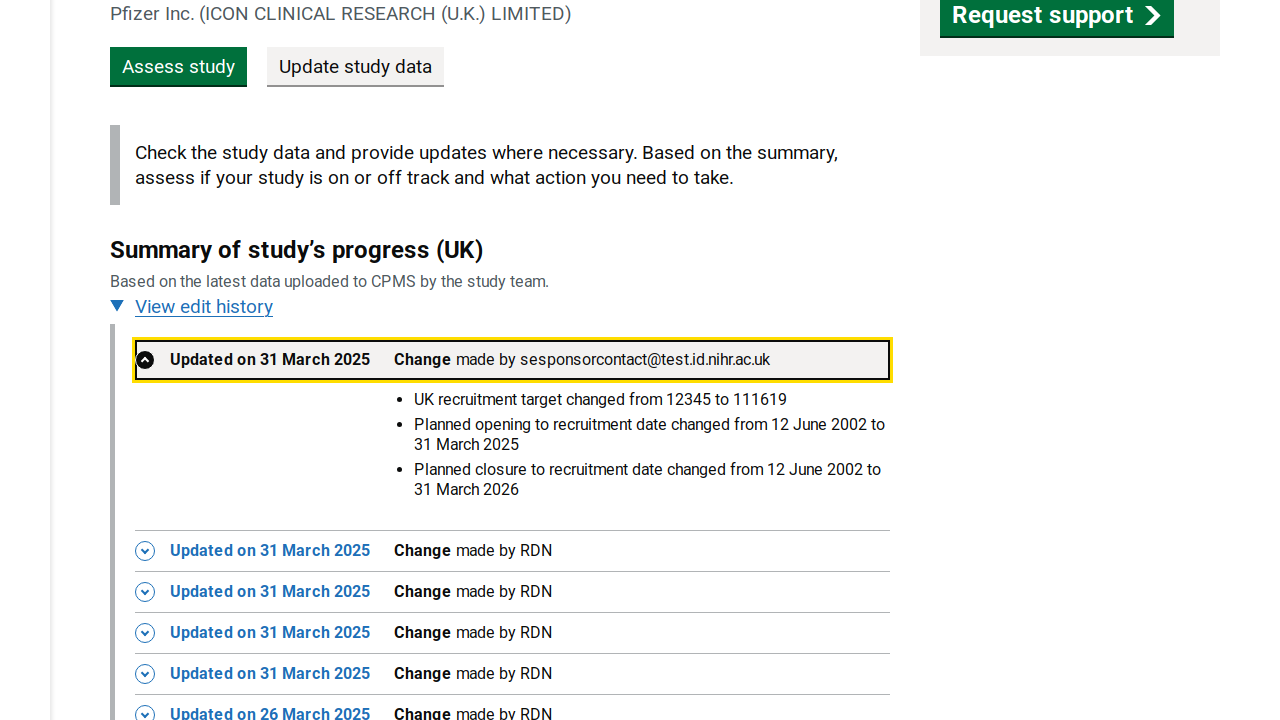 Pfizer Inc. (ICON CLINICAL RESEARCH (U.K.) LIMITED)
Request support
Assess study
Update study data
Check the study data and provide updates where necessary. Based on the summary,
assess if your study is on or off track and what action you need to take.
Summary of study’s progress (UK)
Based on the latest data uploaded to CPMS by the study team.
View edit history
Updated on 31 March 2025 Change made by sesponsorcontact@test.id.nihr.ac.uk
UK recruitment target changed from 12345 to 111619
Planned opening to recruitment date changed from 12 June 2002 to
31 March 2025
Planned closure to recruitment date changed from 12 June 2002 to
31 March 2026
Updated on 31 March 2025 Change made by RDN
Updated on 31 March 2025 Change made by RDN
Updated on 31 March 2025 Change made by RDN
Updated on 31 March 2025 Change made by RDN
Updated on 26 March 2025 Change made by RDN